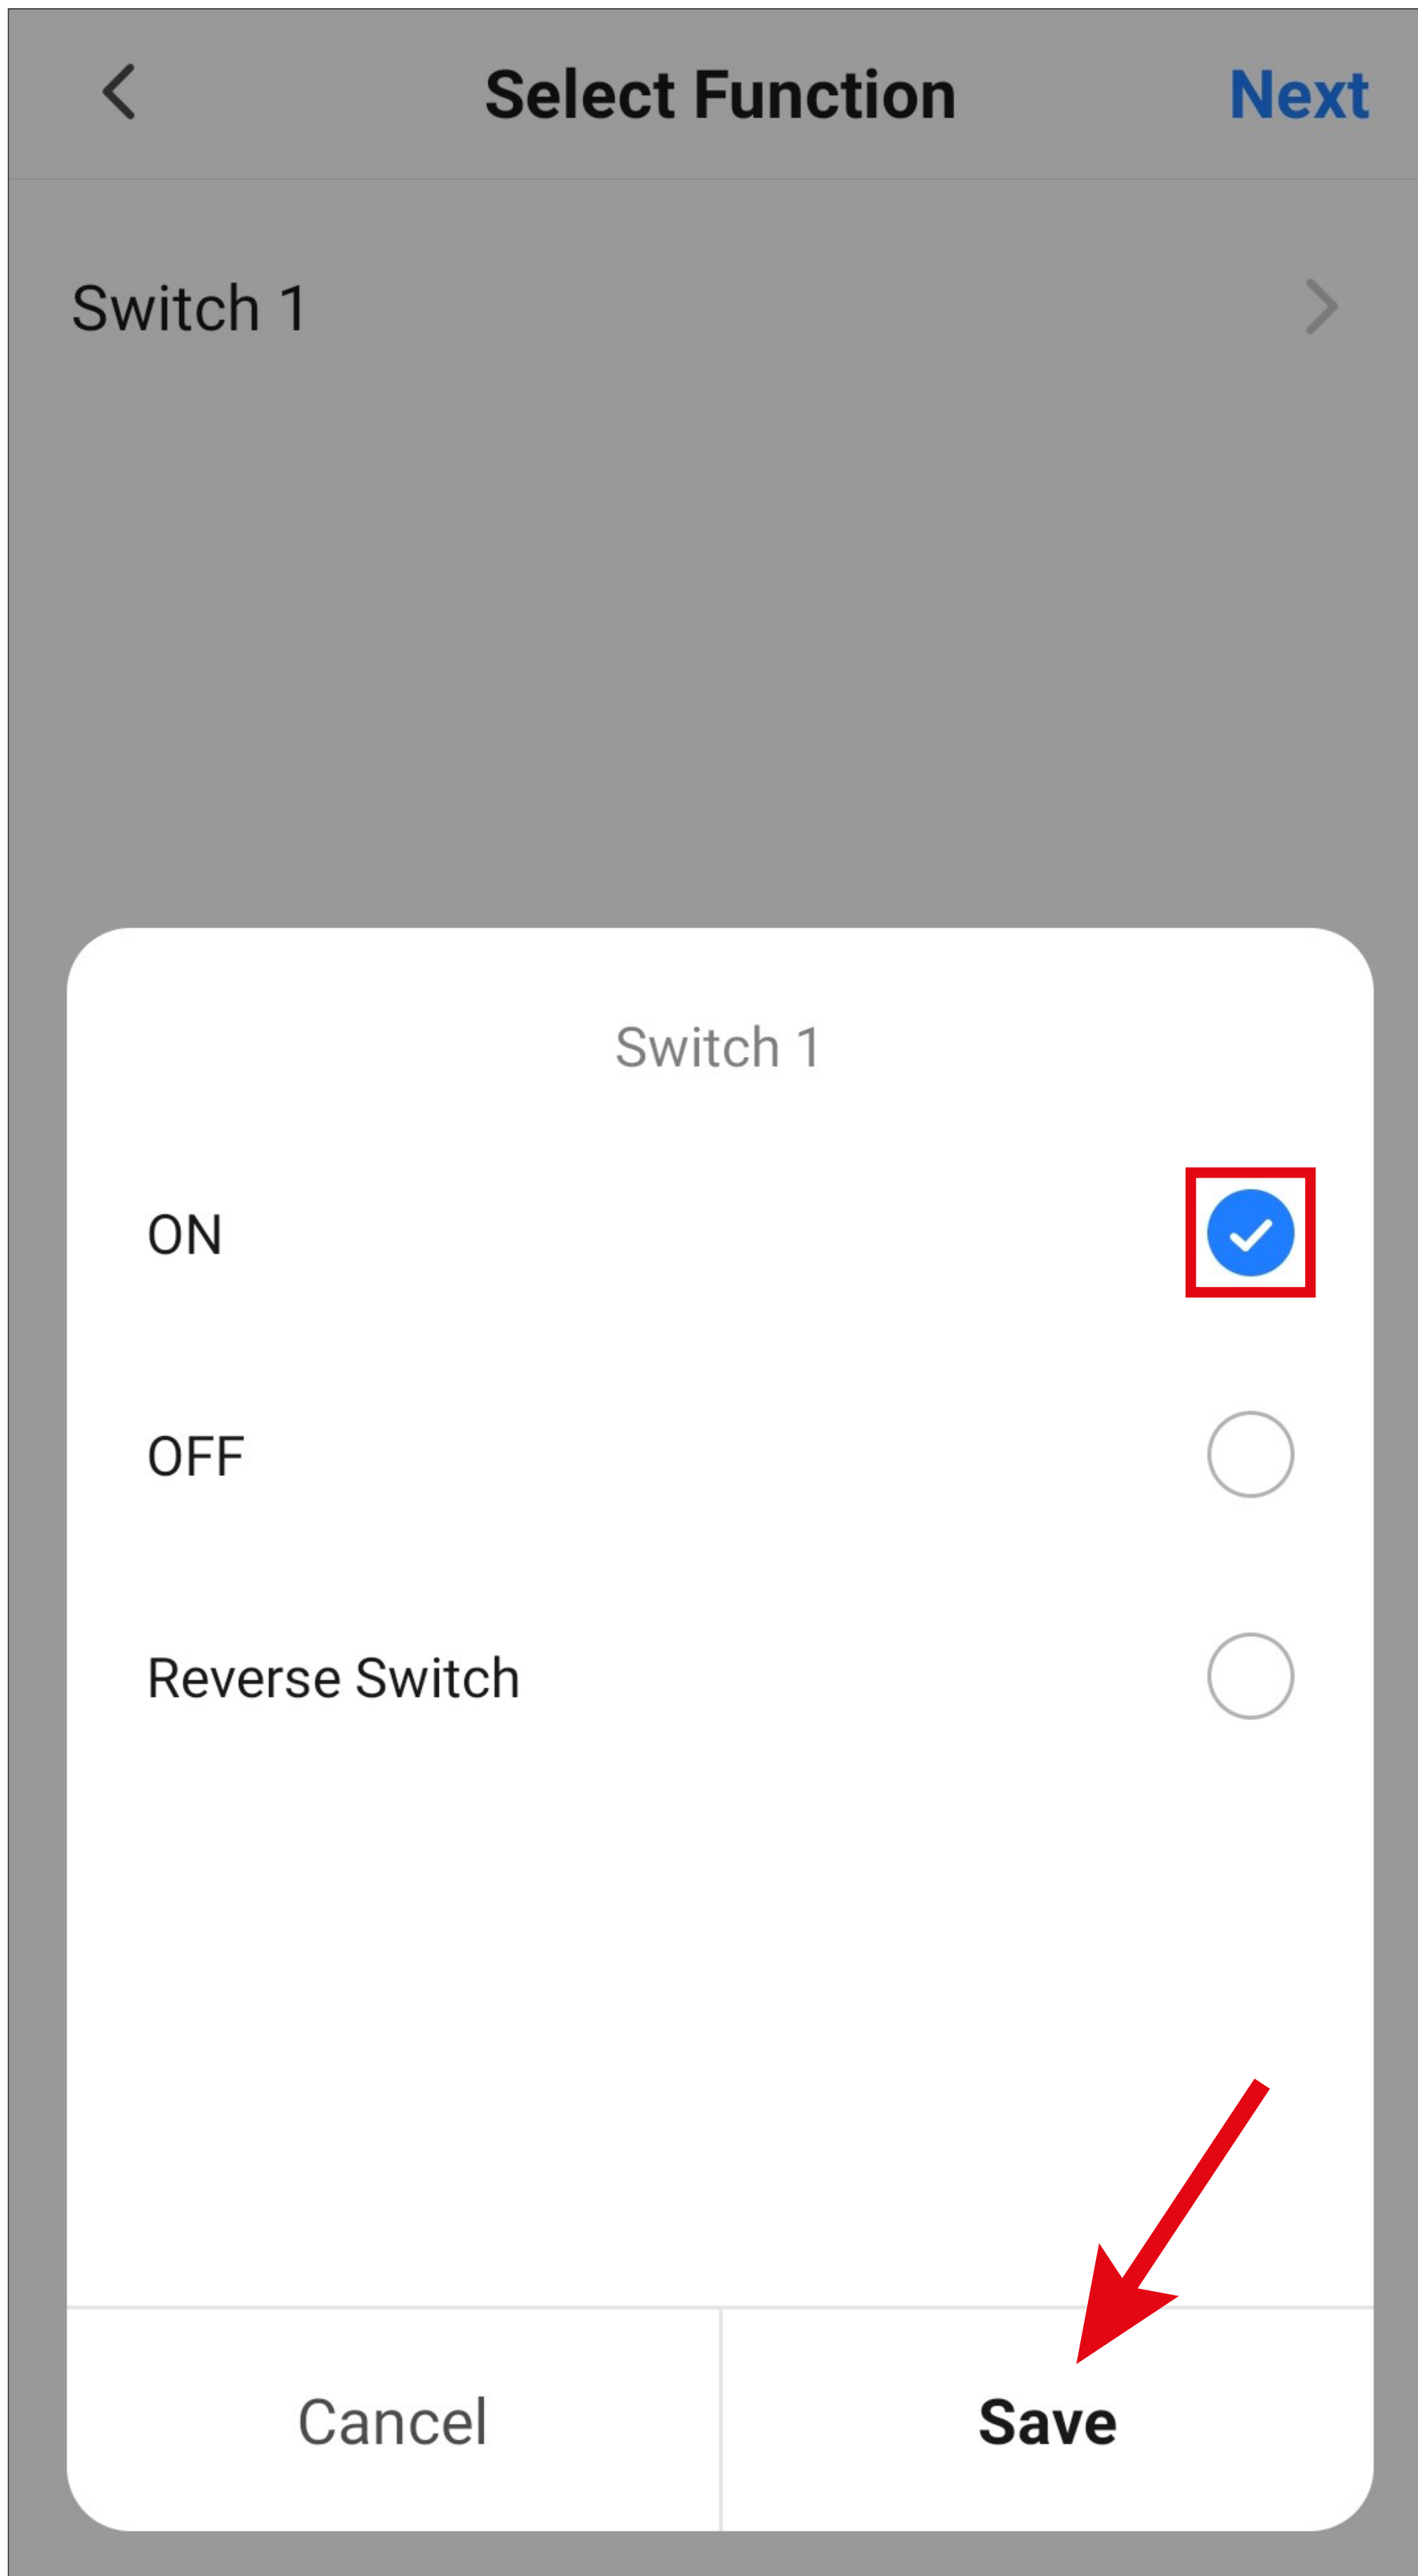 Select Function
Next
Switch 1
Switch 1
ON
OFF
Reverse Switch
Cancel
Save